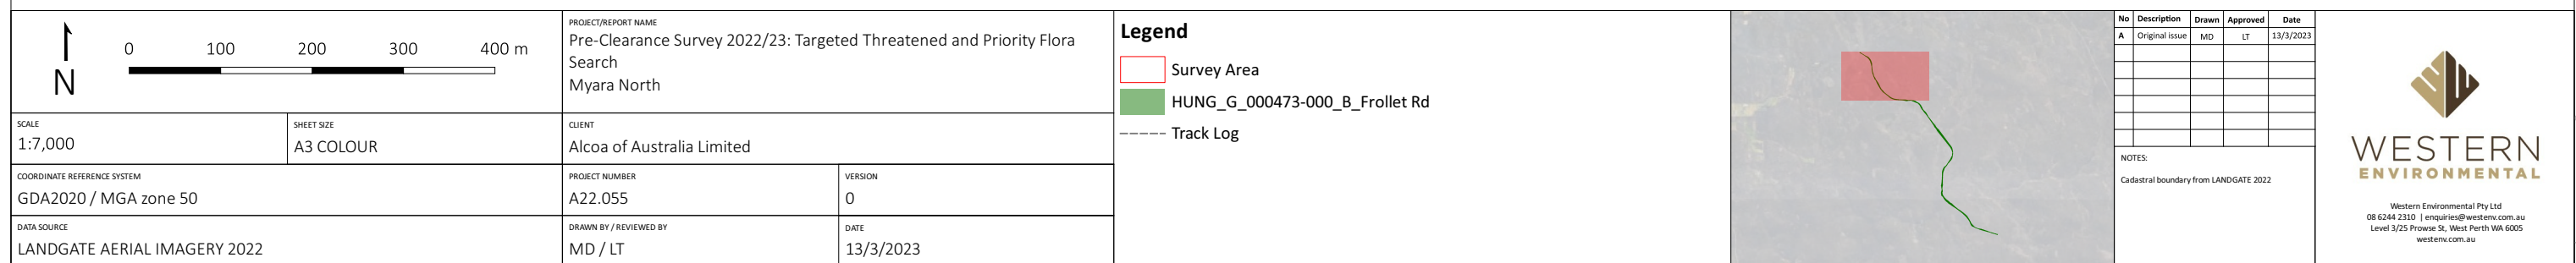 N
0 100 200 300 400 m
PROJECT/REPORT NAME
Pre-Clearance Survey 2022/23: Targeted Threatened and Priority Flora
Search
Myara North
SCALE
1:7,000
SHEET SIZE
A3 COLOUR
CLIENT
Alcoa of Australia Limited
COORDINATE REFERENCE SYSTEM
GDA2020 / MGA zone 50
PROJECT NUMBER
A22.055
VERSION
0
DATA SOURCE
LANDGATE AERIAL IMAGERY 2022
DRAWN BY / REVIEWED BY
MD / LT
DATE
13/3/2023
Legend
Survey Area
HUNG_G_000473-000_B_Frollet Rd
Track Log
No Description Drawn Approved Date
A Original issue MD LT 13/3/2023
NOTES:
Cadastral boundary from LANDGATE 2022
WESTERN
ENVIRONMENTAL
Western Environmental Pty Ltd
08 6244 2310 | enquiries@westenv.com.au
Level 3/25 Prowse St, West Perth WA 6005
westenv.com.au